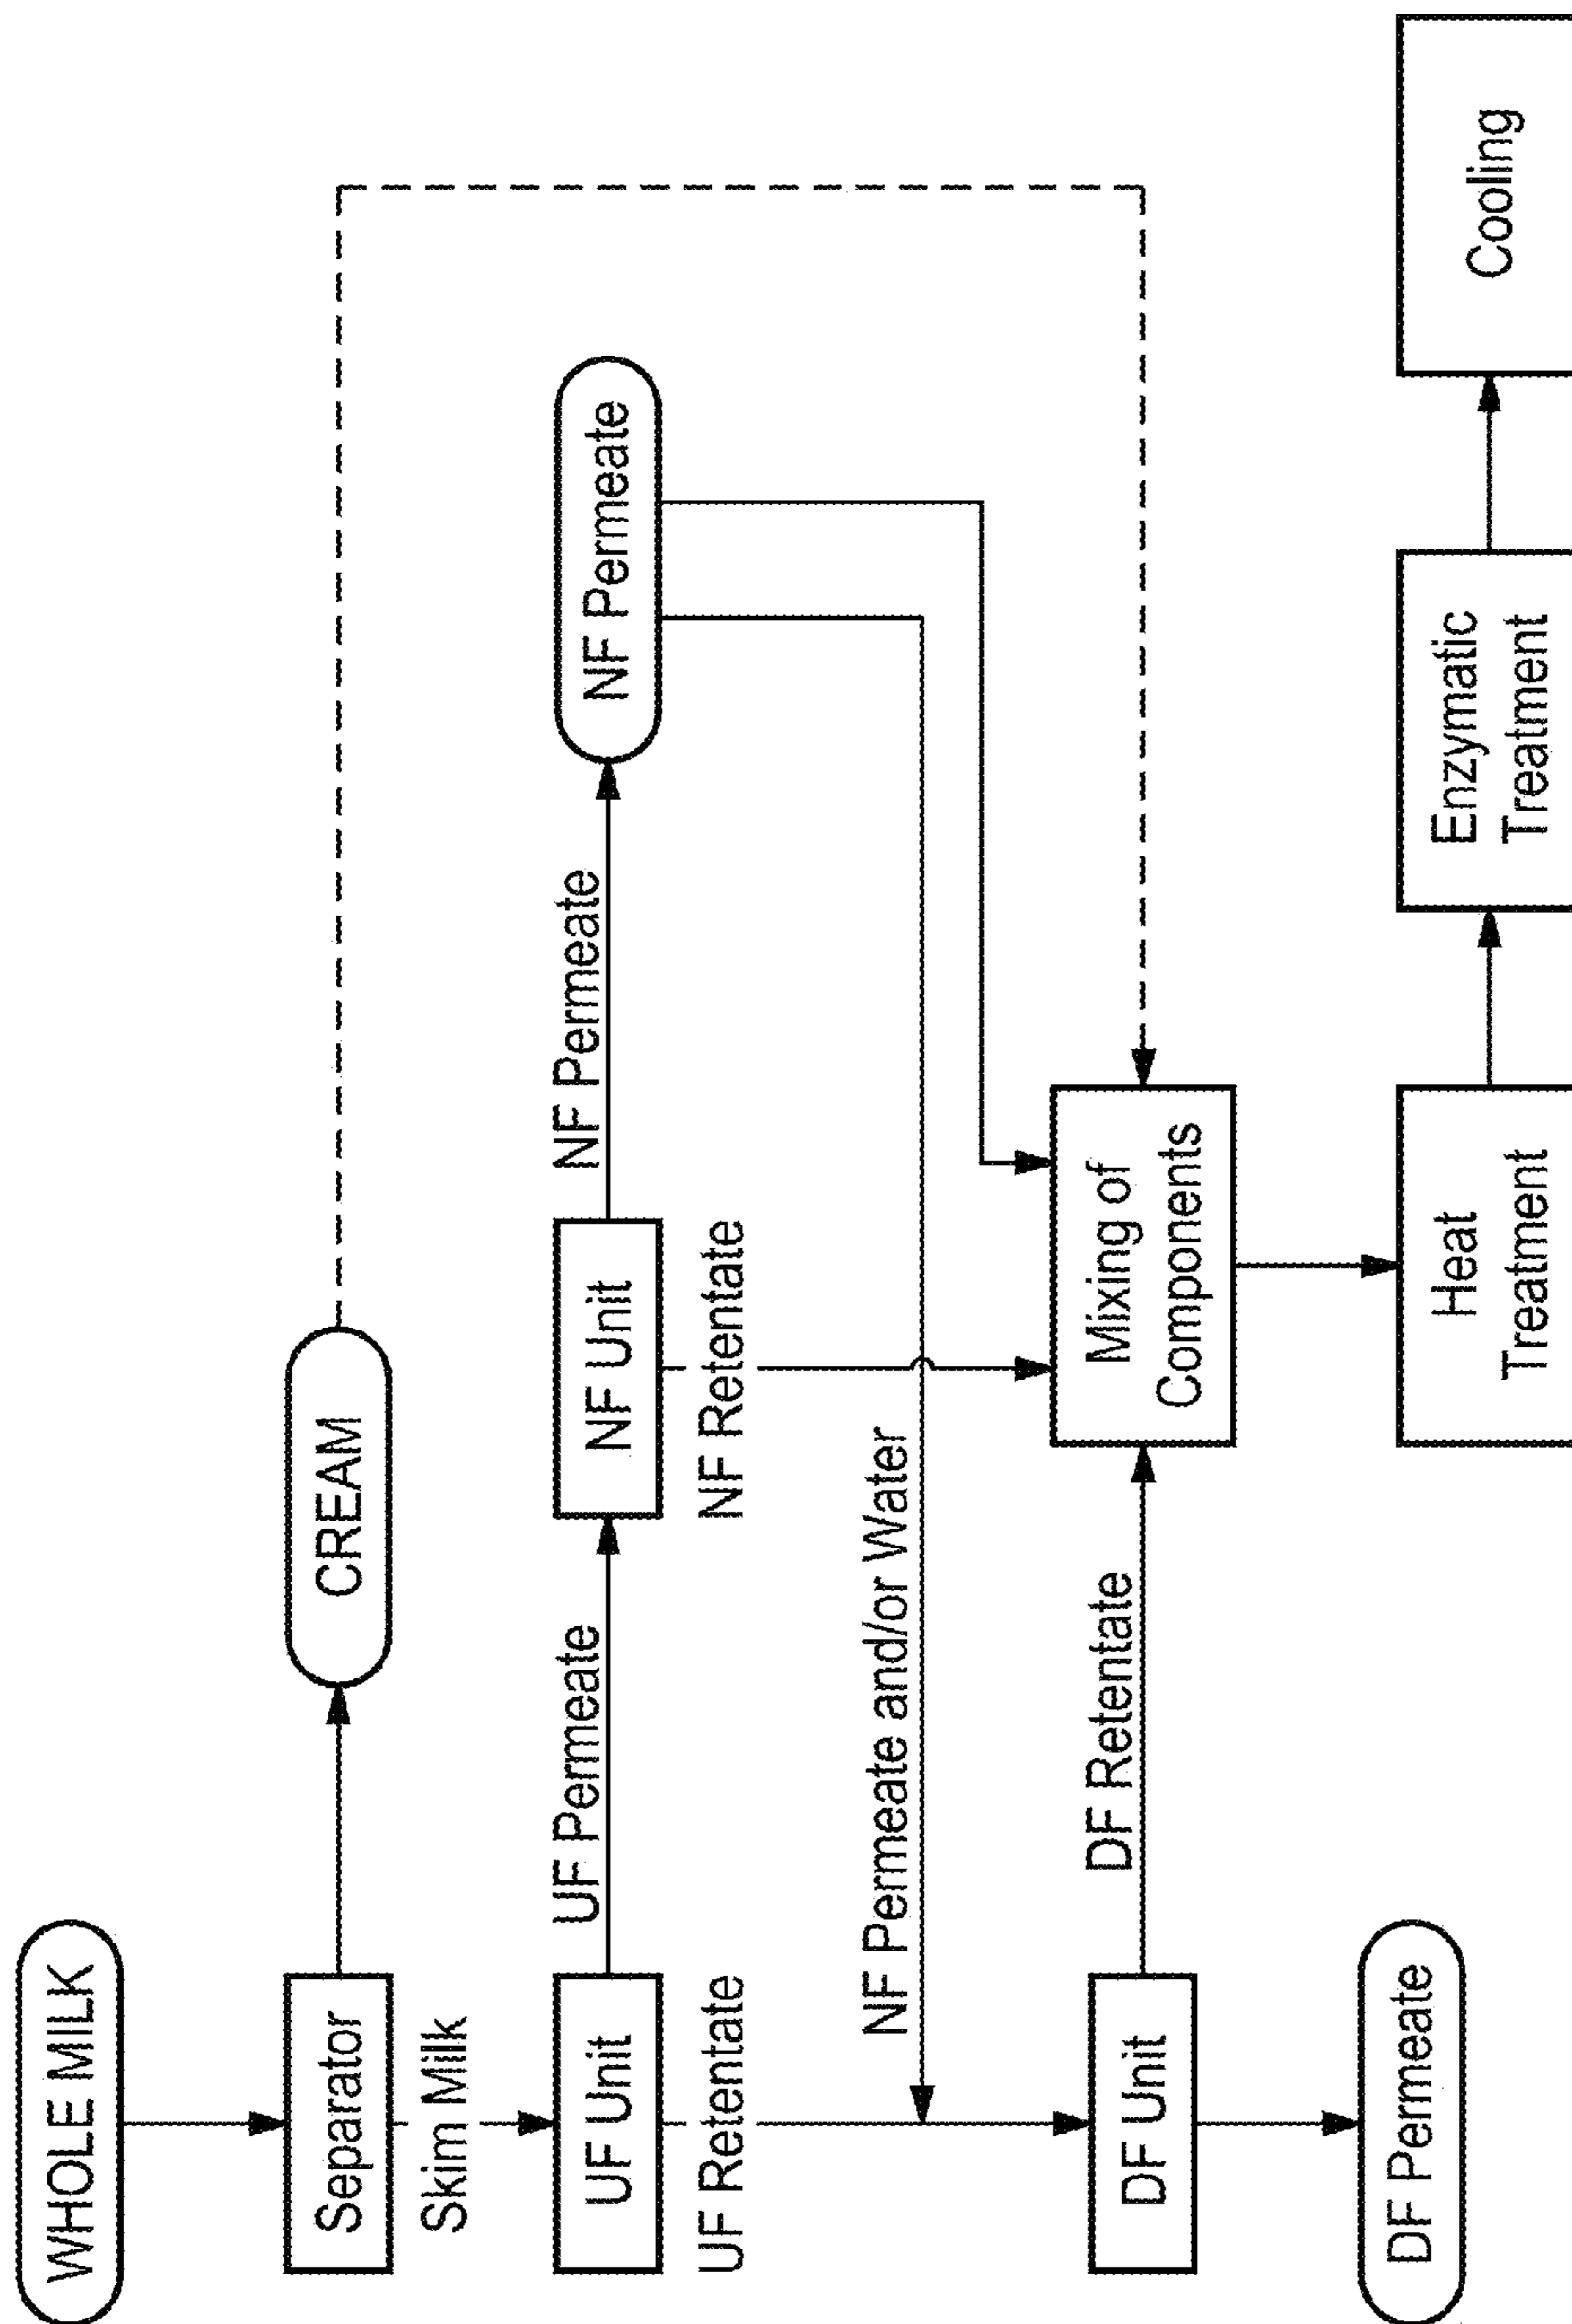 WHOLE MILK
Separator
CREAM
Skim Milk
UF Unit
UF Permeate
NF Unit
NF Permeate
NF Permeate
UF Retentate
NF Retentate
NF Permeate and/or Water
DF Unit
DF Retentate
Mixing of
Components
DF Permeate
Heat
Treatment
Enzymatic
Treatment
Cooling